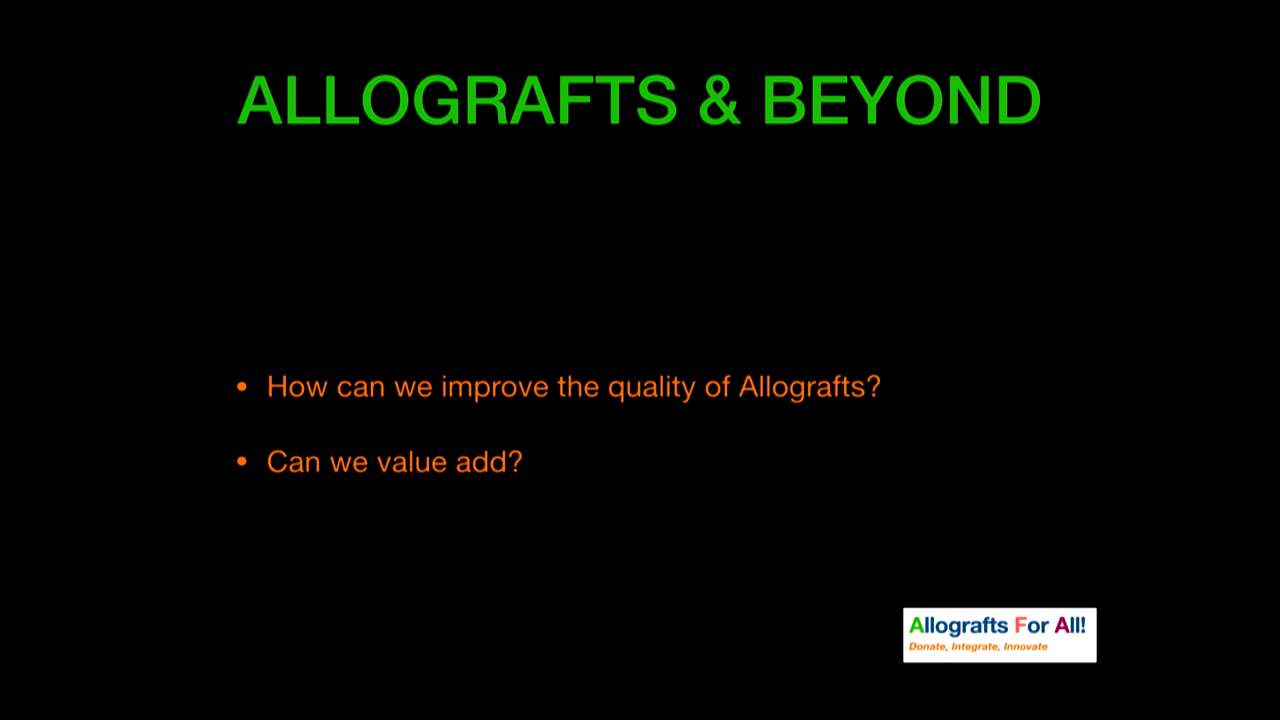 ALLOGRAFTS & BEYOND
• How can we improve the quality of Allografts?
• Can we value add?
Allografts For All!
Donate, Integrate, Innovate